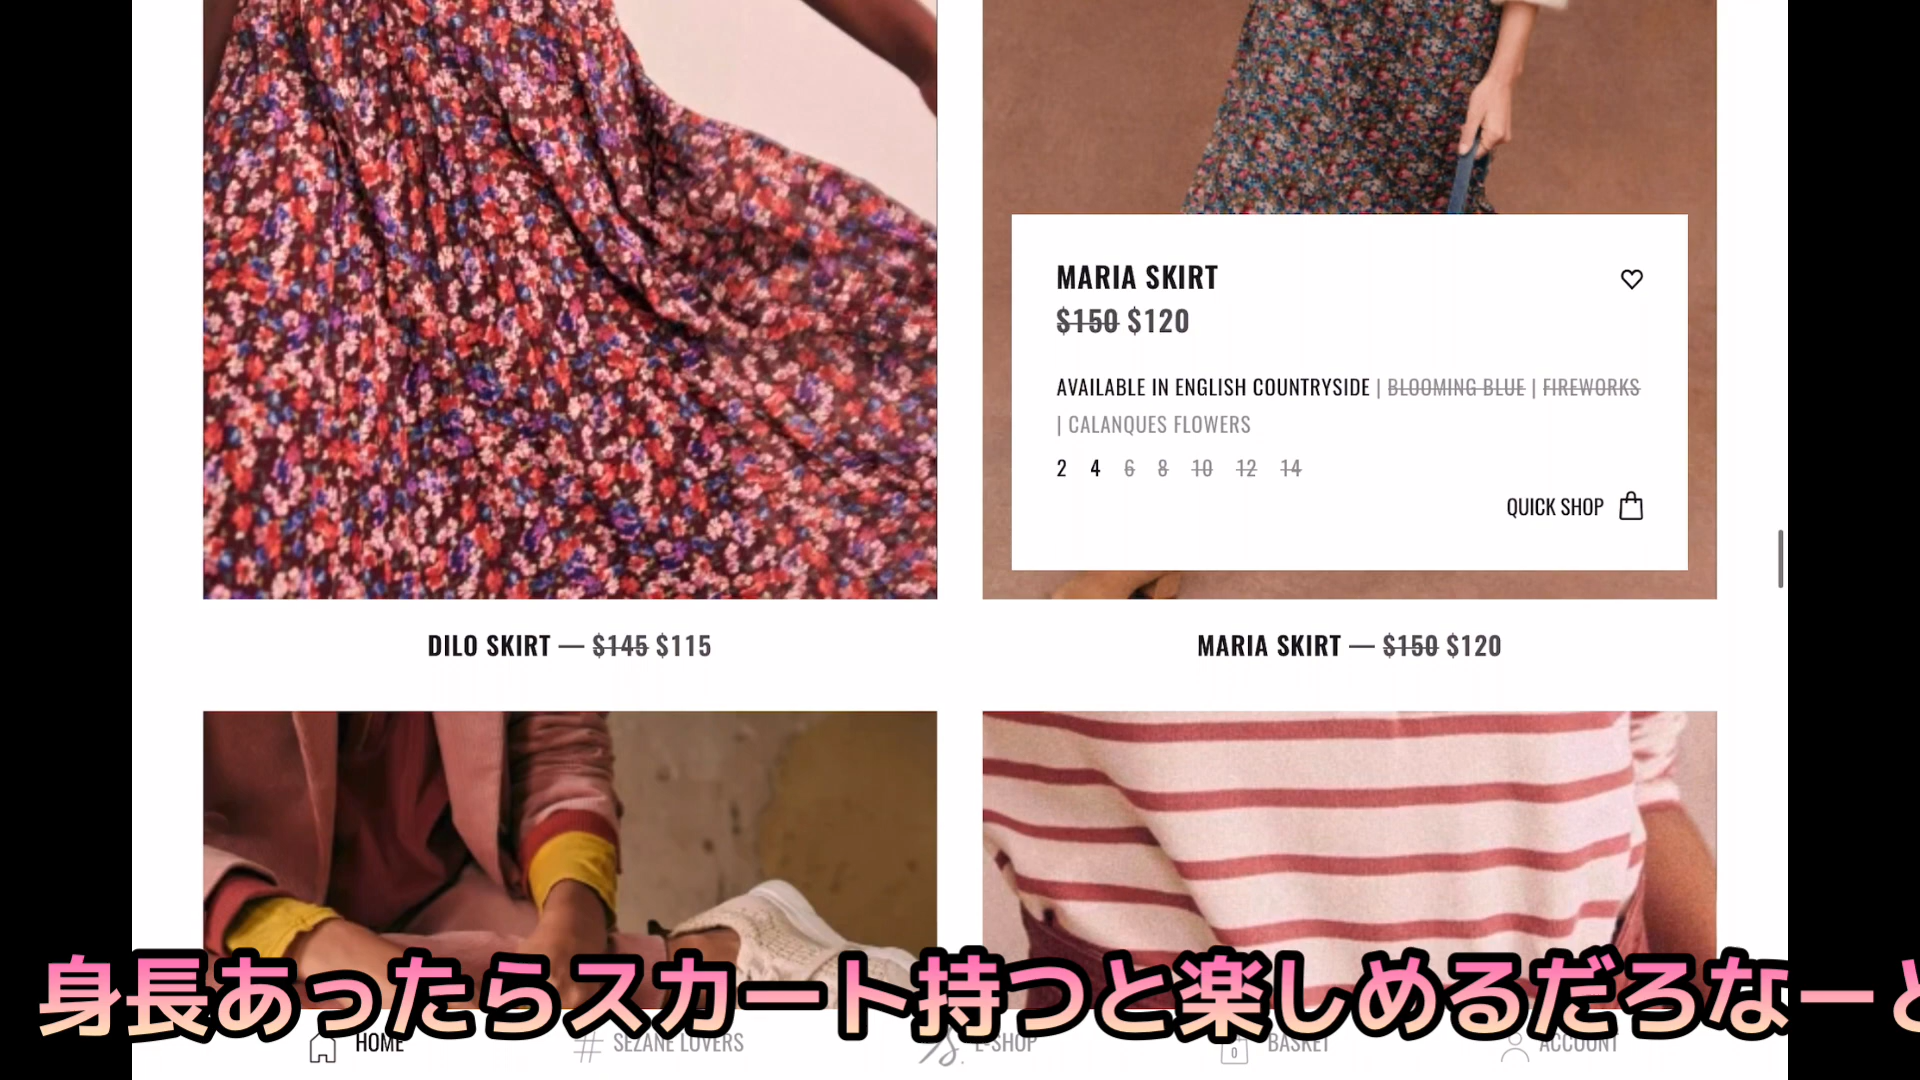 MARIA SKIRT
$150 $120
AVAILABLE IN ENGLISH COUNTRYSIDE | BLOOMING BLUE | FIREWORKS
| CALANQUES FLOWERS
2 4 6 8 10 12 14
QUICK SHOP
DILO SKIRT — $145 $115
MARIA SKIRT — $150 $120
身長あったらスカート持つと楽しめるだろなーと
HOME
SEZANE LOVERS
E-SHOP
0 BASKET
ACCOUNT